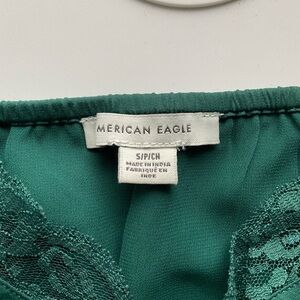 MERICAN EAGLE
S/P/CH
MADE IN INDIA
FABRIQUÉ EN
INDE